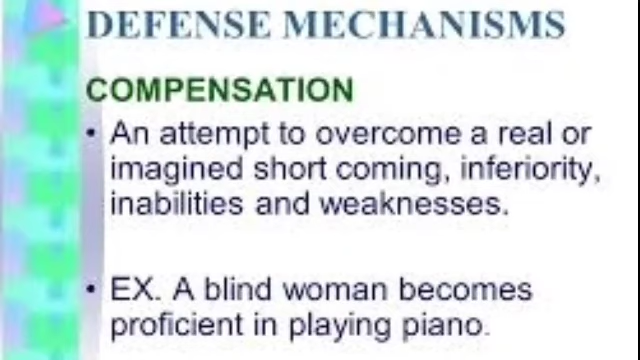 DEFENSE MECHANISMS
COMPENSATION
• An attempt to overcome a real or
imagined short coming, inferiority,
inabilities and weaknesses.
• EX. A blind woman becomes
proficient in playing piano.